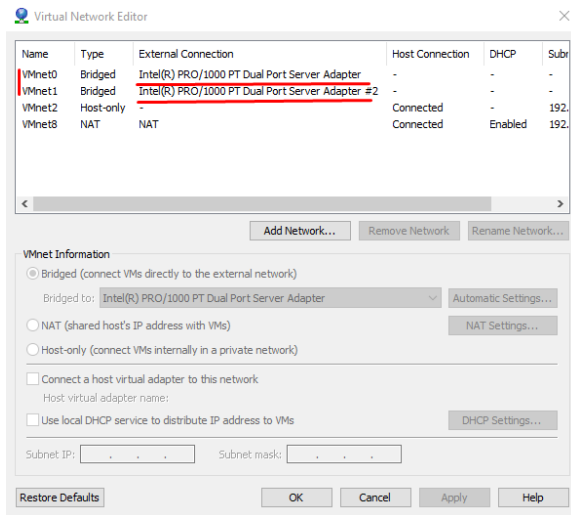 Virtual Network Editor
Name Type External Connection Host Connection DHCP Subr
VMnet0 Bridged Intel(R) PRO/1000 PT Dual Port Server Adapter - - -
VMnet1 Bridged Intel(R) PRO/1000 PT Dual Port Server Adapter #2 - - -
VMnet2 Host-only - Connected - 192.
VMnet8 NAT NAT Connected Enabled 192.
Add Network... Remove Network Rename Network...
VMnet Information
Bridged (connect VMs directly to the external network)
Bridged to: Intel(R) PRO/1000 PT Dual Port Server Adapter Automatic Settings...
NAT (shared host's IP address with VMs) NAT Settings...
Host-only (connect VMs internally in a private network)
Connect a host virtual adapter to this network
Host virtual adapter name:
Use local DHCP service to distribute IP address to VMs DHCP Settings...
Subnet IP: . . . Subnet mask: . . .
Restore Defaults OK Cancel Apply Help